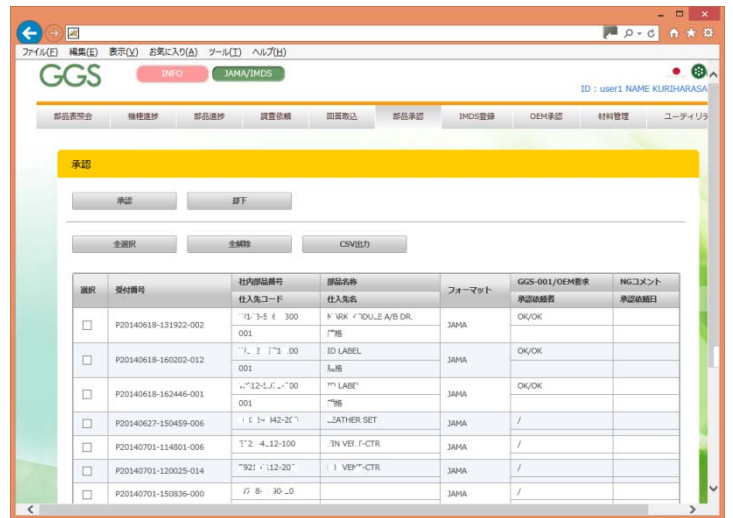 ファイル(F) 編集(E) 表示(V) お気に入り(A) ツール(T) ヘルプ(H)
GGS INFO JAMA/IMDS
ID : user1 NAME KURIHARASA
部品表照会 機種進捗 部品進捗 調査依頼 回答取込 部品承認 IMDS登録 OEM承認 材料管理 ユーティリテ
承認
承認 却下
全選択 全解除 CSV出力
選択 受付番号 社内部品番号 部品名称 フォーマット GGS-001/OEM要求 NGコメント
仕入先コード 仕入先名 承認依頼者 承認依頼日
P20140618-131922-002 300 A/B DR. JAMA OK/OK
001
P20140618-160202-012 ID LABEL JAMA OK/OK
001
P20140618-162446-001 JAMA OK/OK
001
P20140627-150459-006 SET JAMA /
P20140701-114801-006 JAMA /
P20140701-120025-014 JAMA /
P20140701-150836-000 JAMA /